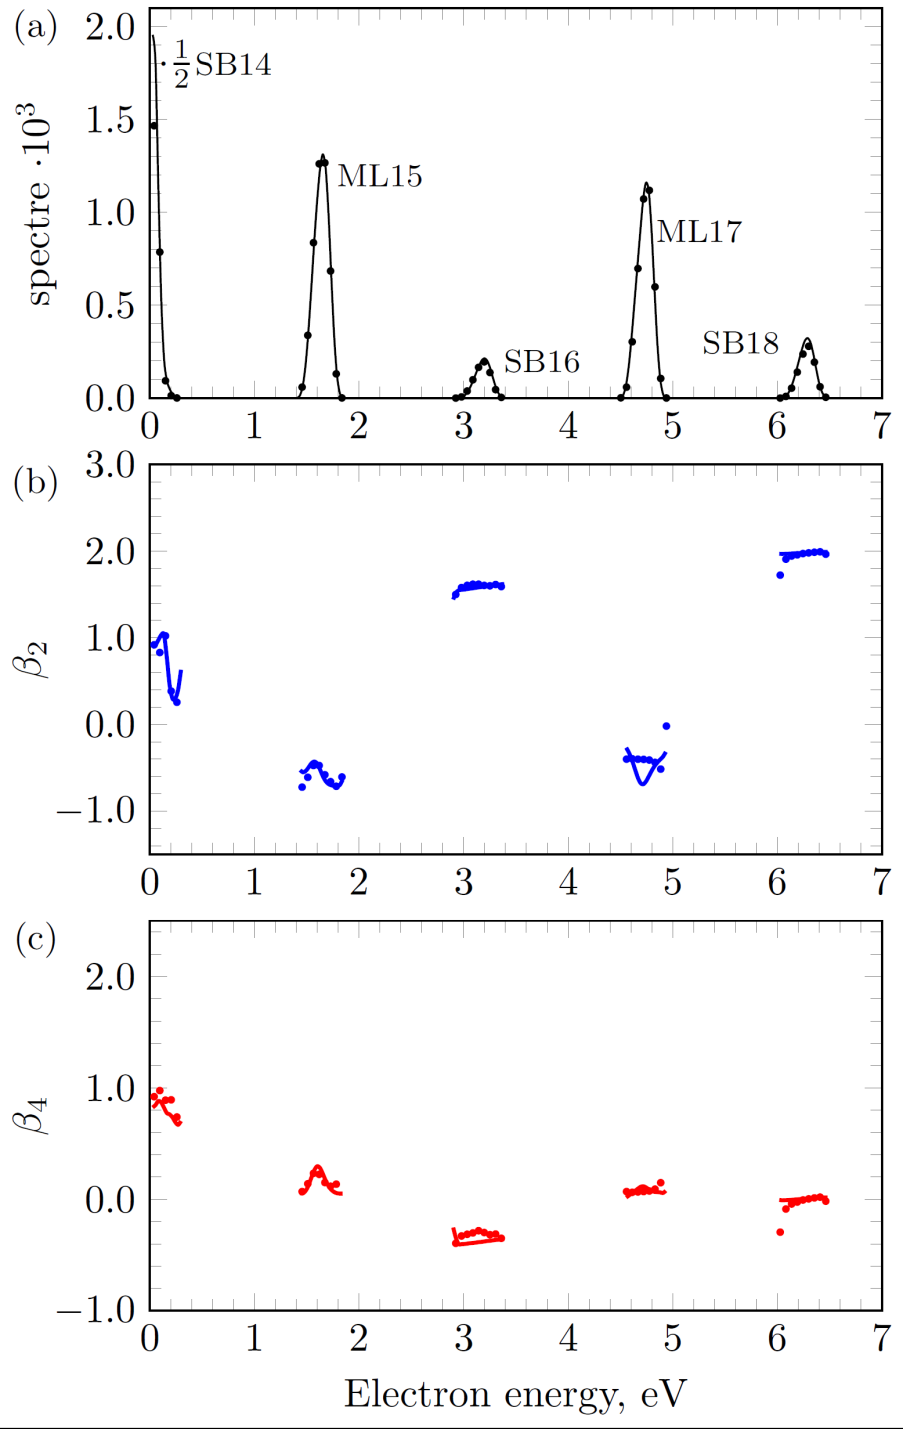 (a)
2.0
1.5
1.0
0.5
0.0
spectre ·10³
·½SB14
ML15
SB16
ML17
SB18
0 1 2 3 4 5 6 7
(b)
3.0
2.0
1.0
0.0
−1.0
β₂
0 1 2 3 4 5 6 7
(c)
2.0
1.0
0.0
−1.0
β₄
0 1 2 3 4 5 6 7
Electron energy, eV